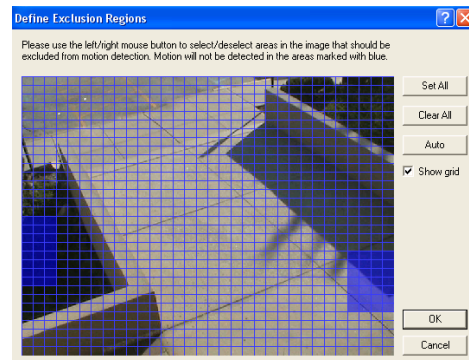 Define Exclusion Regions
Please use the left/right mouse button to select/deselect areas in the image that should be
excluded from motion detection. Motion will not be detected in the areas marked with blue.
Set All
Clear All
Auto
Show grid
OK
Cancel